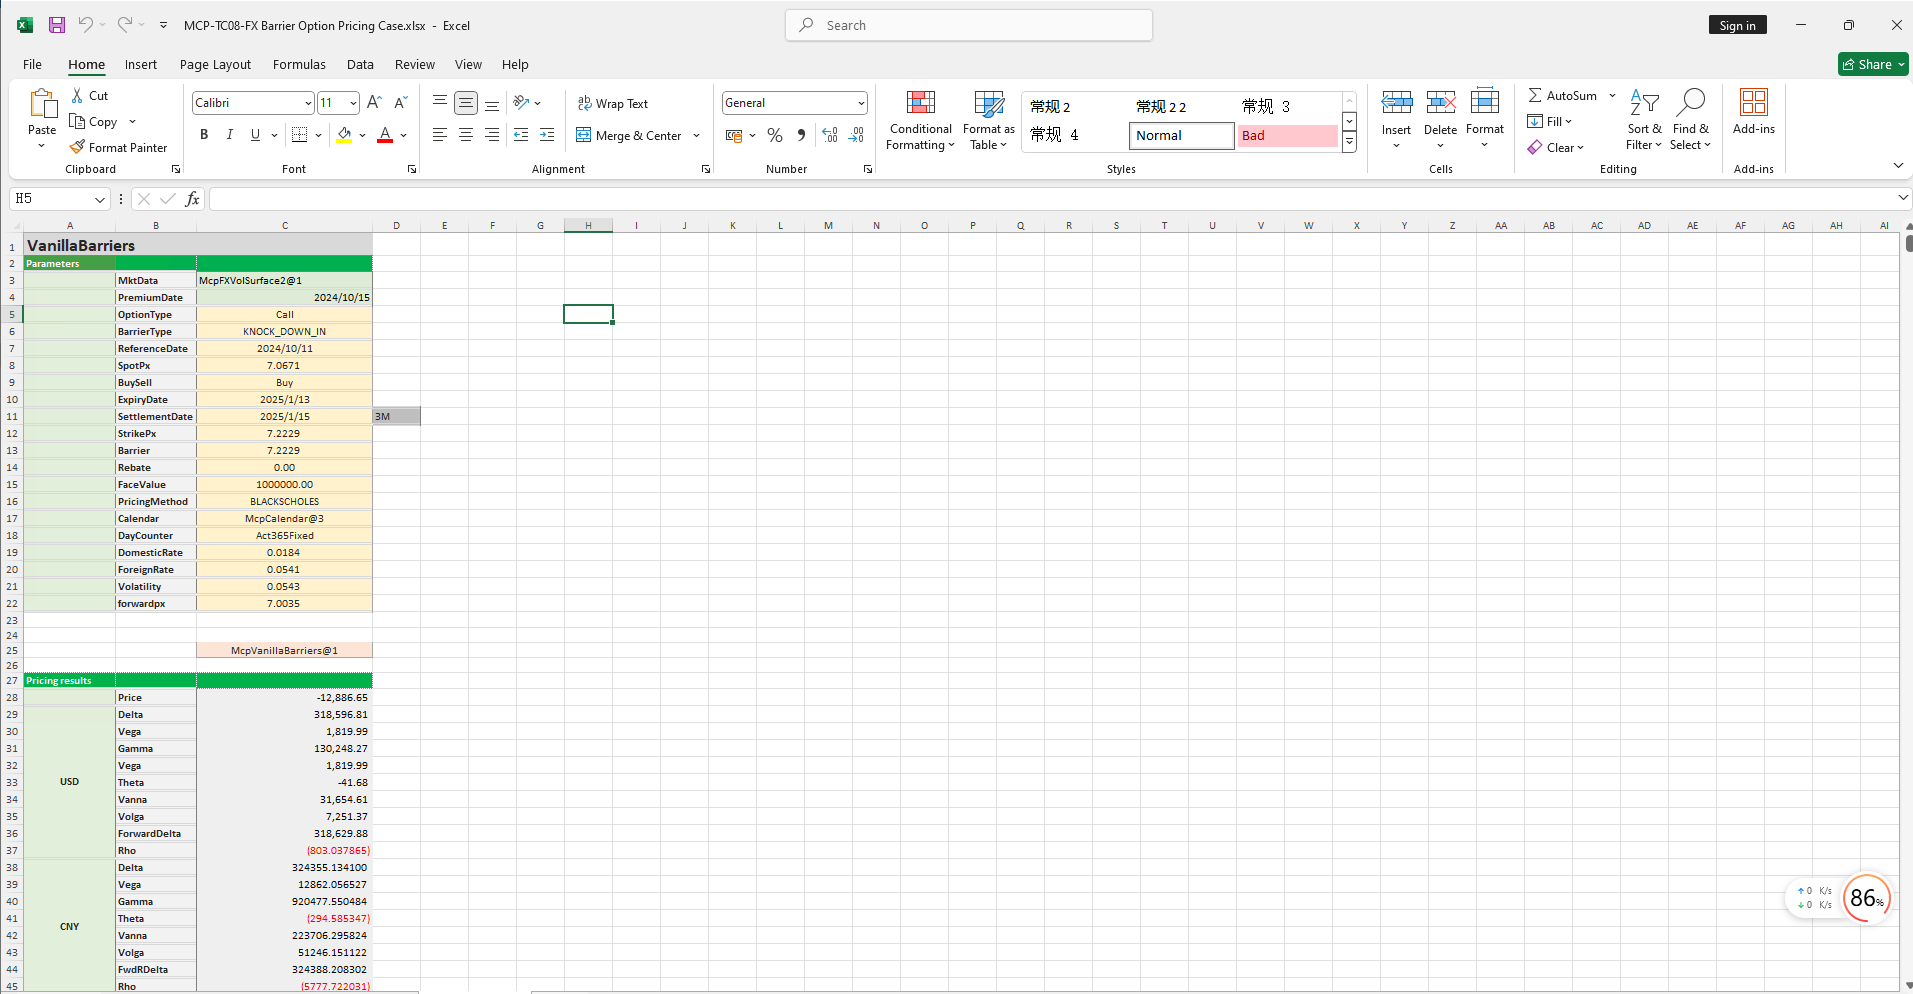 MCP-TC08-FX Barrier Option Pricing Case.xlsx - Excel
Search
Sign in
File Home Insert Page Layout Formulas Data Review View Help
Share
Paste
Cut
Copy
Format Painter
Clipboard
Calibri 11
B I U
Font
Wrap Text
Merge & Center
Alignment
General
Number
Conditional Formatting
Format as Table
常规 2 常规 2 2 常规 3
常规 4 Normal Bad
Styles
Insert Delete Format
Cells
AutoSum
Fill
Clear
Sort & Filter
Find & Select
Editing
Add-ins
Add-ins
H5 fx
A B C D E F G H I J K L M N O P Q R S T U V W X Y Z AA AB AC AD AE AF AG AH AI
1 VanillaBarriers
2 Parameters
3 MktData McpFXVolSurface2@1
4 PremiumDate 2024/10/15
5 OptionType Call
6 BarrierType KNOCK_DOWN_IN
7 ReferenceDate 2024/10/11
8 SpotPx 7.0671
9 BuySell Buy
10 ExpiryDate 2025/1/13
11 SettlementDate 2025/1/15 3M
12 StrikePx 7.2229
13 Barrier 7.2229
14 Rebate 0.00
15 FaceValue 1000000.00
16 PricingMethod BLACKSCHOLES
17 Calendar McpCalendar@3
18 DayCounter Act365Fixed
19 DomesticRate 0.0184
20 ForeignRate 0.0541
21 Volatility 0.0543
22 forwardpx 7.0035
23
24
25 McpVanillaBarriers@1
26
27 Pricing results
28 Price -12,886.65
29 Delta 318,596.81
30 Vega 1,819.99
31 Gamma 130,248.27
32 Vega 1,819.99
USD
33 Theta -41.68
34 Vanna 31,654.61
35 Volga 7,251.37
36 ForwardDelta 318,629.88
37 Rho (803.037865)
38 Delta 324355.134100
39 Vega 12862.056527
40 Gamma 920477.550484
41 Theta (294.585347)
CNY
42 Vanna 223706.295824
43 Volga 51246.151122
44 FwdRDelta 324388.208302
45 Rho (5777.722031)
0 K/s
0 K/s
86%